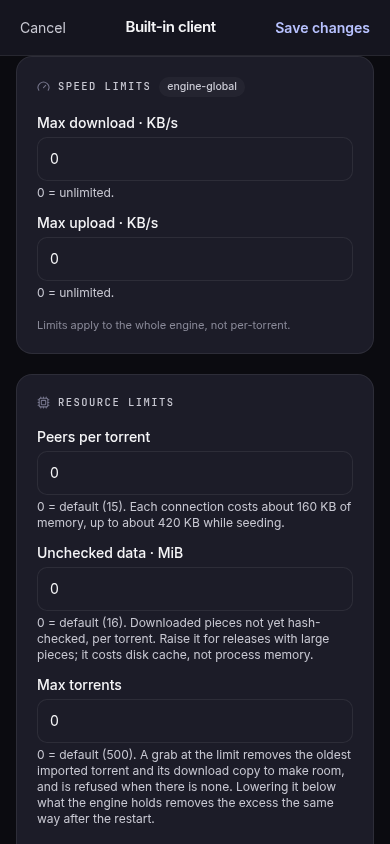 Cancel
Built-in client
Save changes
SPEED LIMITS
engine-global
Max download · KB/s
0
0 = unlimited.
Max upload · KB/s
0
0 = unlimited.
Limits apply to the whole engine, not per-torrent.
RESOURCE LIMITS
Peers per torrent
0
0 = default (15). Each connection costs about 160 KB of
memory, up to about 420 KB while seeding.
Unchecked data · MiB
0
0 = default (16). Downloaded pieces not yet hash-
checked, per torrent. Raise it for releases with large
pieces; it costs disk cache, not process memory.
Max torrents
0
0 = default (500). A grab at the limit removes the oldest
imported torrent and its download copy to make room,
and is refused when there is none. Lowering it below
what the engine holds removes the excess the same
way after the restart.